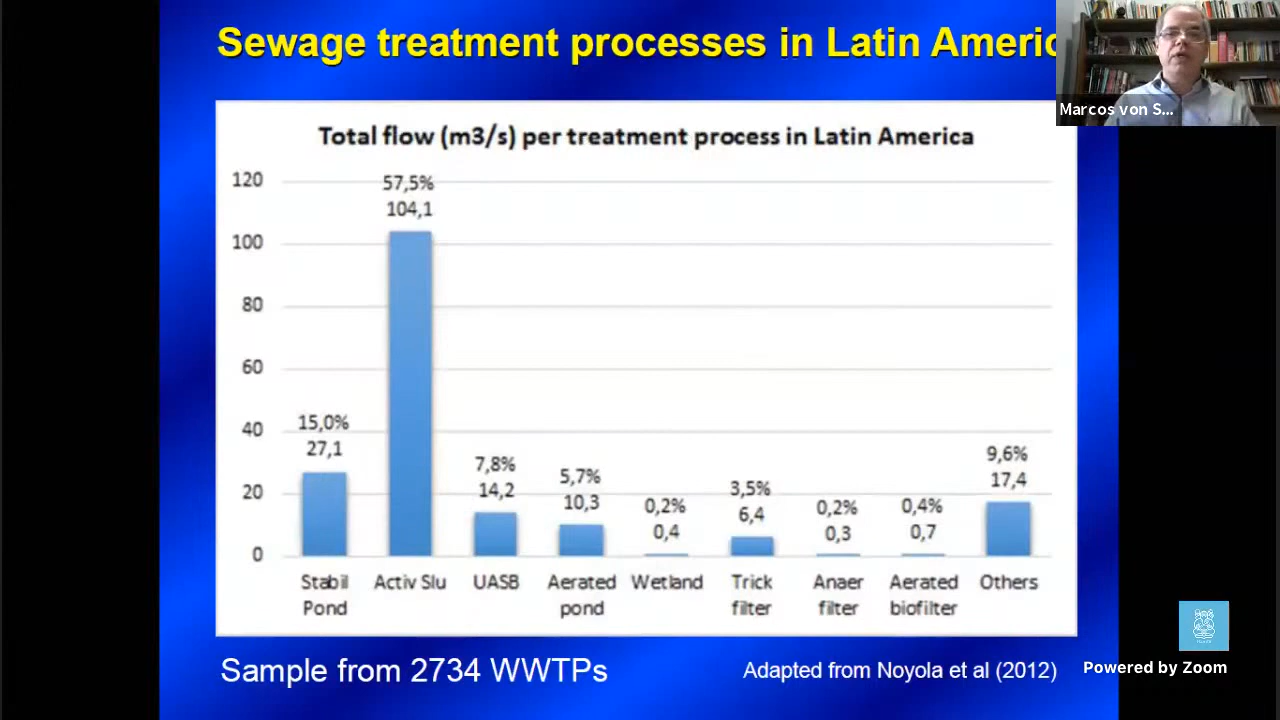 Sewage treatment processes in Latin Americ
Marcos von S...
Total flow (m3/s) per treatment process in Latin America
120
100
80
60
40
20
0
15,0%
27,1
57,5%
104,1
7,8%
14,2
5,7%
10,3
0,2%
0,4
3,5%
6,4
0,2%
0,3
0,4%
0,7
9,6%
17,4
Stabil
Pond
Activ Slu
UASB
Aerated
pond
Wetland
Trick
filter
Anaer
filter
Aerated
biofilter
Others
Sample from 2734 WWTPs
Adapted from Noyola et al (2012)
Powered by Zoom